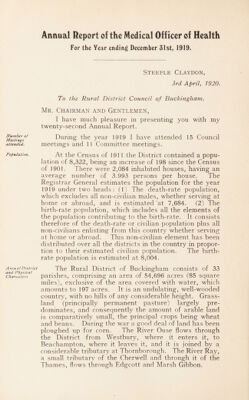 Annual Report of the Medical Officer of Health
For the Year ending December 31st, 1919.
STEEPLE CLAYDON,
3rd April, 1920.
To the Rural District Council of Buckingham.
MR. CHAIRMAN AND GENTLEMEN,
I have much pleasure in presenting you with my
twenty-second Annual Report.
Number of
Meetings
attended.
During the year 1919 I have attended 15 Council
meetings and 11 Committee meetings.
Population.
At the Census of 1911 the District contained a popula-
tion of 8,322, being an increase of 198 since the Census
of 1901. There were 2,084 inhabited houses, having an
average number of 3.993 persons per house. The
Registrar General estimates the population for the year
1919 under two heads: (1) The death-rate population,
which excludes all non-civilian males, whether serving at
home or abroad, and is estimated at 7,684. (2) The
birth-rate population, which includes all the elements of
the population contributing to the birth-rate. It consists
therefore of the death-rate or civilian population plus all
non-civilians enlisting from this country whether serving
at home or abroad. This non-civilian element has been
distributed over all the districts in the country in propor-
tion to their estimated civilian population. The birth-
rate population is estimated at 8,004.
Area of District
and Physical
Characters
The Rural District of Buckingham consists of 33
parishes, comprising an area of 54,696 acres (85 square
miles), exclusive of the area covered with water, which
amounts to 197 acres. It is an undulating, well-wooded
country, with no hills of any considerable height. Grass-
land (principally permanent pasture) largely pre-
dominates, and consequently the amount of arable land
is comparatively small, the principal crops being wheat
and beans. During the war a good deal of land has been
ploughed up for corn. The River Ouse flows through
the District from Westbury, where it enters it, to
Beachampton, where it leaves it, and it is joined by a
considerable tributary at Thornborough. The River Ray,
a small tributary of the Cherwell and through it of the
Thames, flows through Edgcott and Marsh Gibbon.